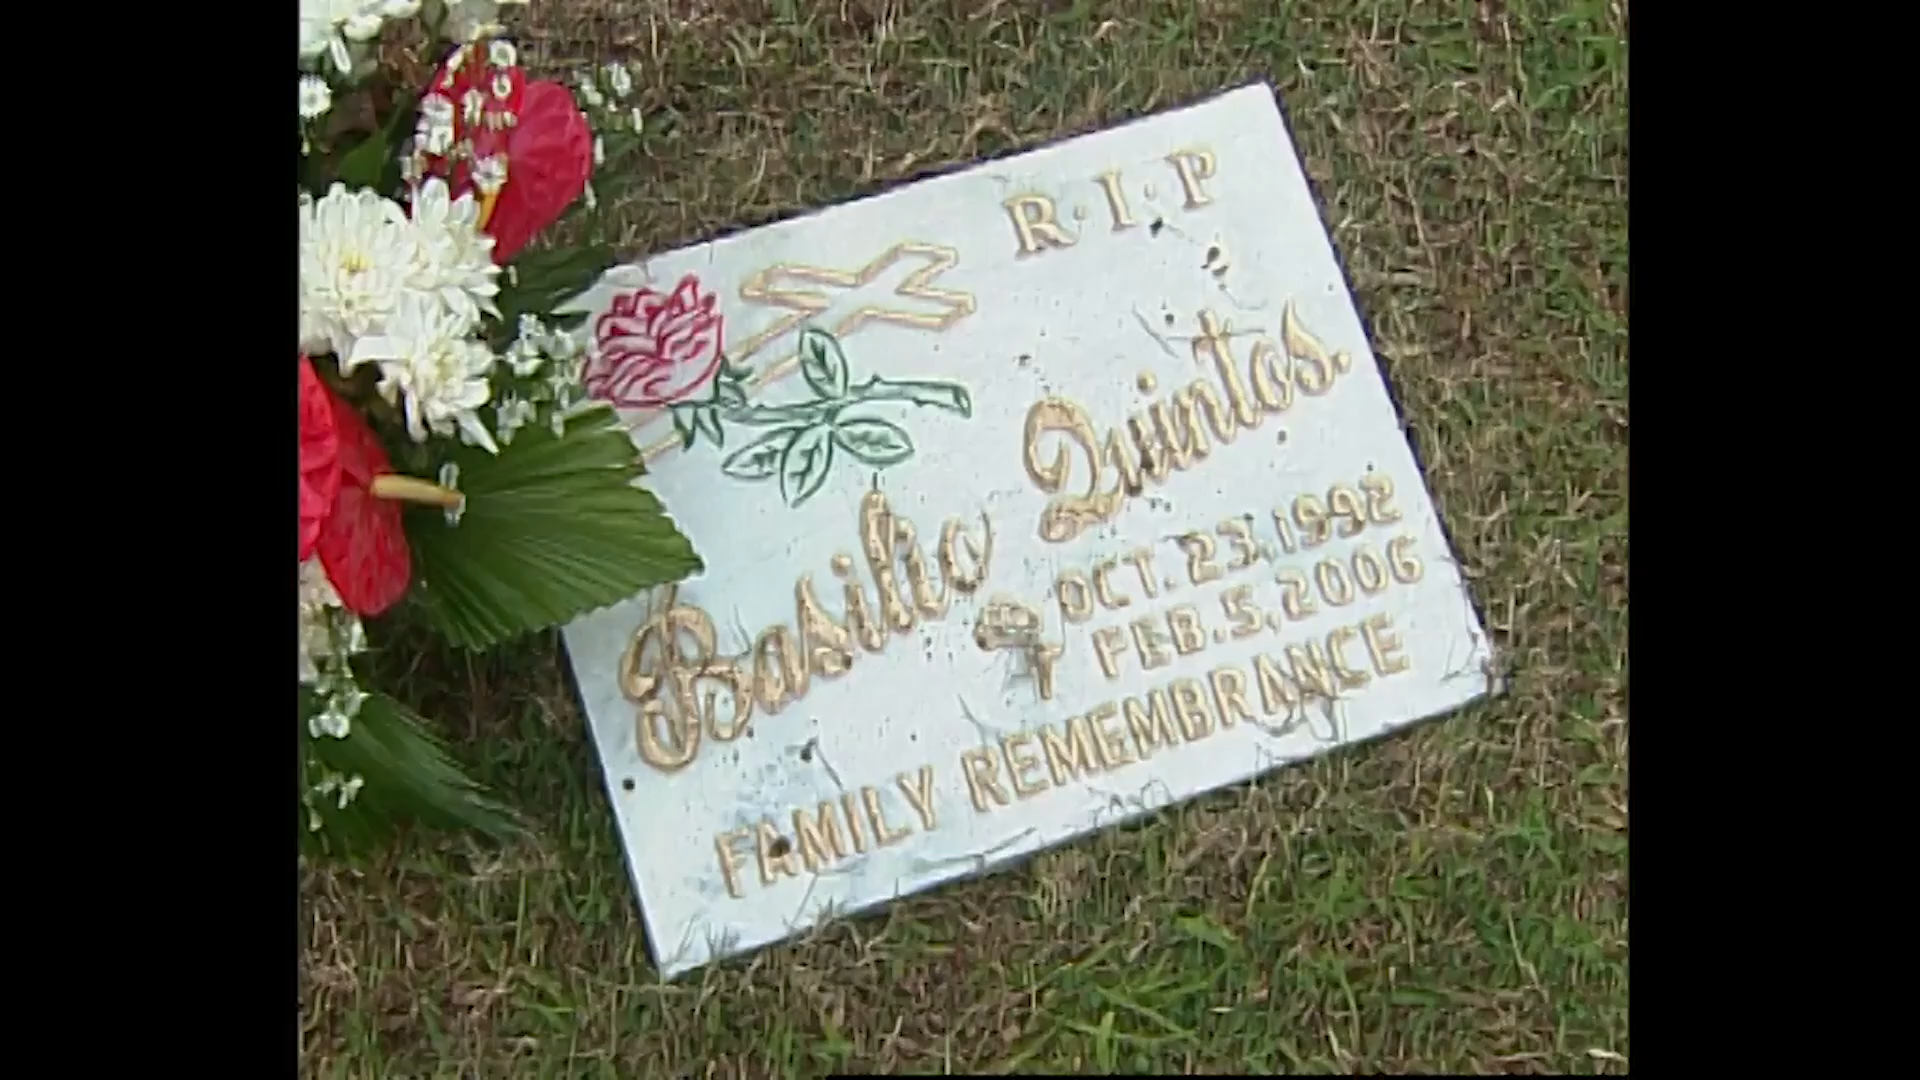 R.I.P
Basilio Quintos.
OCT. 23, 1992
FEB. 5, 2006
FAMILY REMEMBRANCE